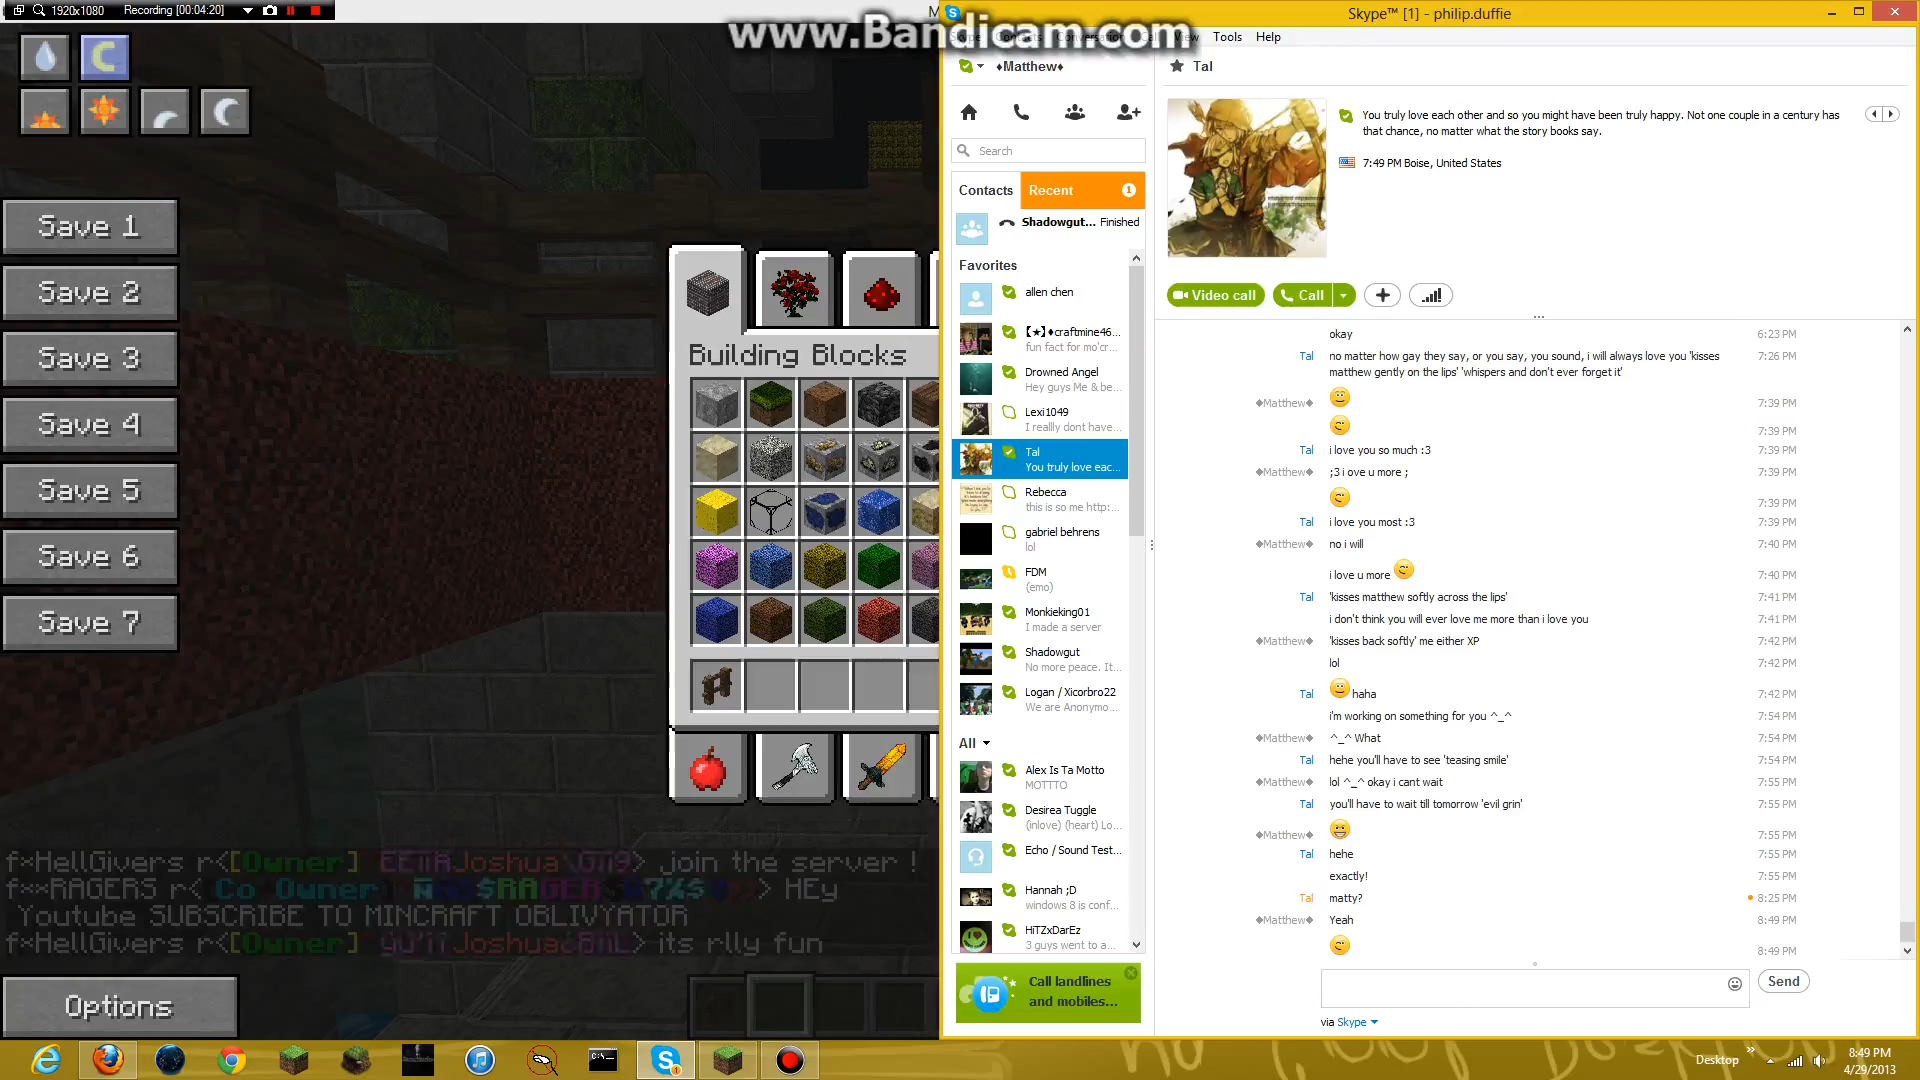 1920x1080 Recording [00:04:20]
www.Bandicam.com
Skype™ [1] - philip.duffie
Tools Help
♦Matthew♦
Tal
You truly love each other and so you might have been truly happy. Not one couple in a century has
that chance, no matter what the story books say.
7:49 PM Boise, United States
Search
Contacts Recent 1
Shadowgut... Finished
Favorites
allen chen
【★】♦craftmine46...
fun fact for mo'cr...
Drowned Angel
Hey guys Me & be...
Lexi1049
I reallly dont have...
Tal
You truly love eac...
Rebecca
this is so me http:...
gabriel behrens
lol
FDM
(emo)
Monkieking01
I made a server
Shadowgut
No more peace. It...
Logan / Xicorbro22
We are Anonymo...
All
Alex Is Ta Motto
MOTTTO
Desirea Tuggle
(inlove) (heart) Lo...
Echo / Sound Test...
Hannah ;D
windows 8 is conf...
HiTZxDarEz
3 guys went to a...
Call landlines
and mobiles...
Video call Call
okay 6:23 PM
Tal no matter how gay they say, or you say, you sound, i will always love you 'kisses 7:26 PM
matthew gently on the lips' 'whispers and don't ever forget it'
♦Matthew♦ 7:39 PM
7:39 PM
Tal i love you so much :3 7:39 PM
♦Matthew♦ ;3 i ove u more ; 7:39 PM
7:39 PM
Tal i love you most :3 7:39 PM
♦Matthew♦ no i will 7:40 PM
i love u more 7:40 PM
Tal 'kisses matthew softly across the lips' 7:41 PM
i don't think you will ever love me more than i love you 7:41 PM
♦Matthew♦ 'kisses back softly' me either XP 7:42 PM
lol 7:42 PM
Tal haha 7:42 PM
i'm working on something for you ^_^ 7:54 PM
♦Matthew♦ ^_^ What 7:54 PM
Tal hehe you'll have to see 'teasing smile' 7:54 PM
♦Matthew♦ lol ^_^ okay i cant wait 7:55 PM
Tal you'll have to wait till tomorrow 'evil grin' 7:55 PM
♦Matthew♦ 7:55 PM
Tal hehe 7:55 PM
exactly! 7:55 PM
Tal matty? 8:25 PM
♦Matthew♦ Yeah 8:49 PM
8:49 PM
Send
via Skype
Save 1
Save 2
Save 3
Save 4
Save 5
Save 6
Save 7
Building Blocks
f×HellGivers r<[Owner] Joshua > join the server !
f××RAGERS r< Co Owner > HEy
Youtube SUBSCRIBE TO MINCRAFT OBLIVYATOR
f×HellGivers r<[Owner] Joshua > its rlly fun
Options
Desktop
8:49 PM
4/29/2013